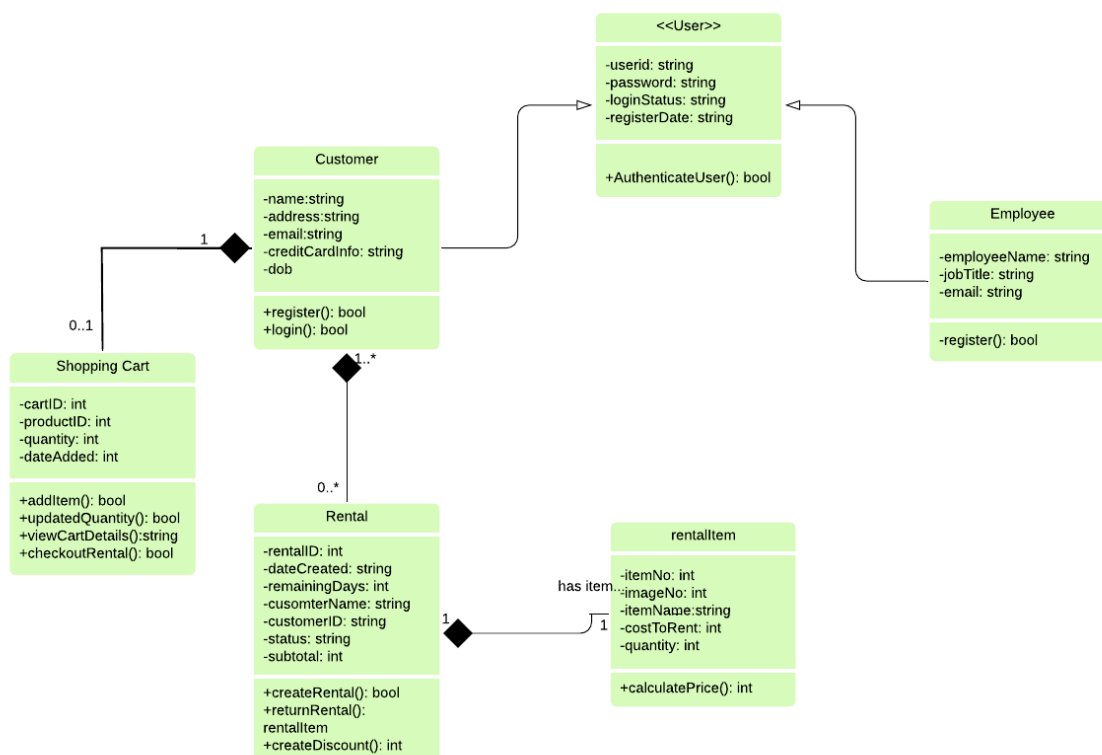 <<User>>
-userid: string
-password: string
-loginStatus: string
-registerDate: string
+AuthenticateUser(): bool
Customer
-name:string
-address:string
-email:string
-creditCardInfo: string
-dob
+register(): bool
+login(): bool
Employee
-employeeName: string
-jobTitle: string
-email: string
-register(): bool
1
0..1
1..*
0..*
Shopping Cart
-cartID: int
-productID: int
-quantity: int
-dateAdded: int
+addItem(): bool
+updatedQuantity(): bool
+viewCartDetails():string
+checkoutRental(): bool
Rental
-rentalID: int
-dateCreated: string
-remainingDays: int
-cusomterName: string
-customerID: string
-status: string
-subtotal: int
+createRental(): bool
+returnRental():
rentalItem
+createDiscount(): int
has item...
1
1
rentalItem
-itemNo: int
-imageNo: int
-itemName:string
-costToRent: int
-quantity: int
+calculatePrice(): int